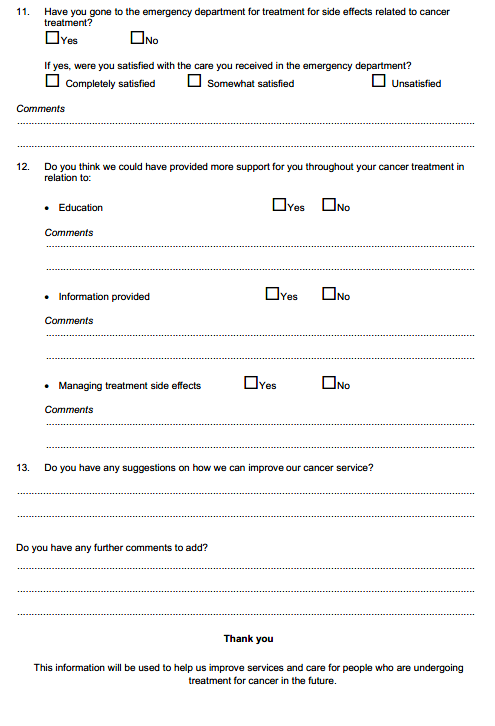 11. Have you gone to the emergency department for treatment for side effects related to cancer
treatment?
Yes No
If yes, were you satisfied with the care you received in the emergency department?
Completely satisfied Somewhat satisfied Unsatisfied
Comments
12. Do you think we could have provided more support for you throughout your cancer treatment in
relation to:
• Education Yes No
Comments
• Information provided Yes No
Comments
• Managing treatment side effects Yes No
Comments
13. Do you have any suggestions on how we can improve our cancer service?
Do you have any further comments to add?
Thank you
This information will be used to help us improve services and care for people who are undergoing
treatment for cancer in the future.